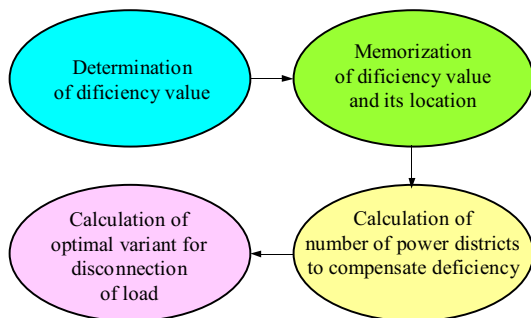 Determination
of dificiency value
Memorization
of dificiency value
and its location
Calculation of
number of power districts
to compensate deficiency
Calculation of
optimal variant for
disconnection
of load